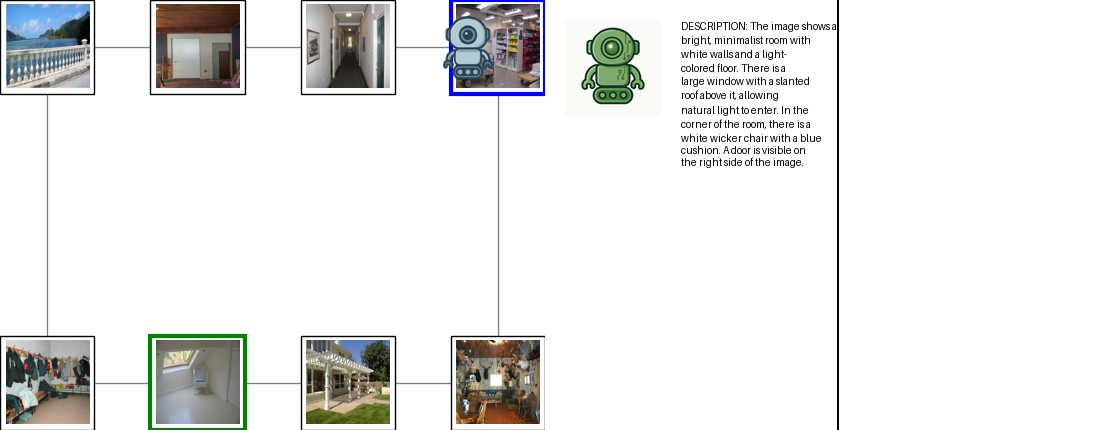 DESCRIPTION: The image shows a
bright, minimalist room with
white walls and a light-
colored floor. There is a
large window with a slanted
roof above it, allowing
natural light to enter. In the
corner of the room, there is a
white wicker chair with a blue
cushion. A door is visible on
the right side of the image.